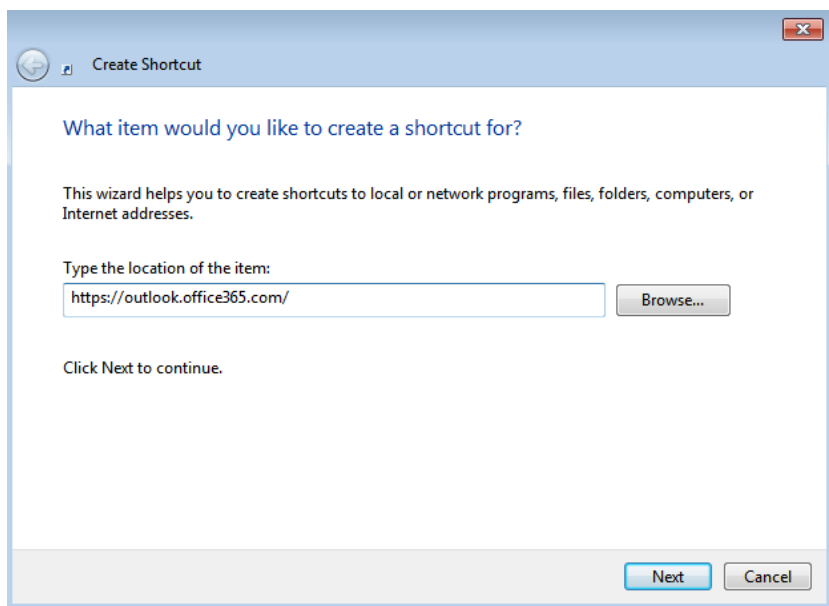 Create Shortcut
What item would you like to create a shortcut for?
This wizard helps you to create shortcuts to local or network programs, files, folders, computers, or
Internet addresses.
Type the location of the item:
https://outlook.office365.com/
Browse...
Click Next to continue.
Next
Cancel